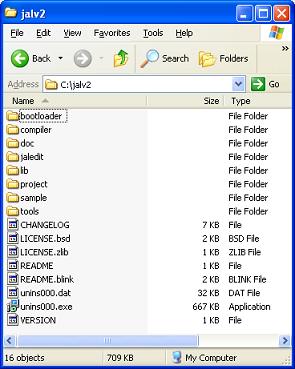 jalv2
File Edit View Favorites Tools Help
Back Search Folders
Address C:\jalv2 Go
Name Size Type
bootloader File Folder
compiler File Folder
doc File Folder
jaledit File Folder
lib File Folder
project File Folder
sample File Folder
tools File Folder
CHANGELOG 7 KB File
LICENSE.bsd 2 KB BSD File
LICENSE.zlib 1 KB ZLIB File
README 1 KB File
README.blink 2 KB BLINK File
unins000.dat 32 KB DAT File
unins000.exe 667 KB Application
VERSION 1 KB File
16 objects 709 KB My Computer